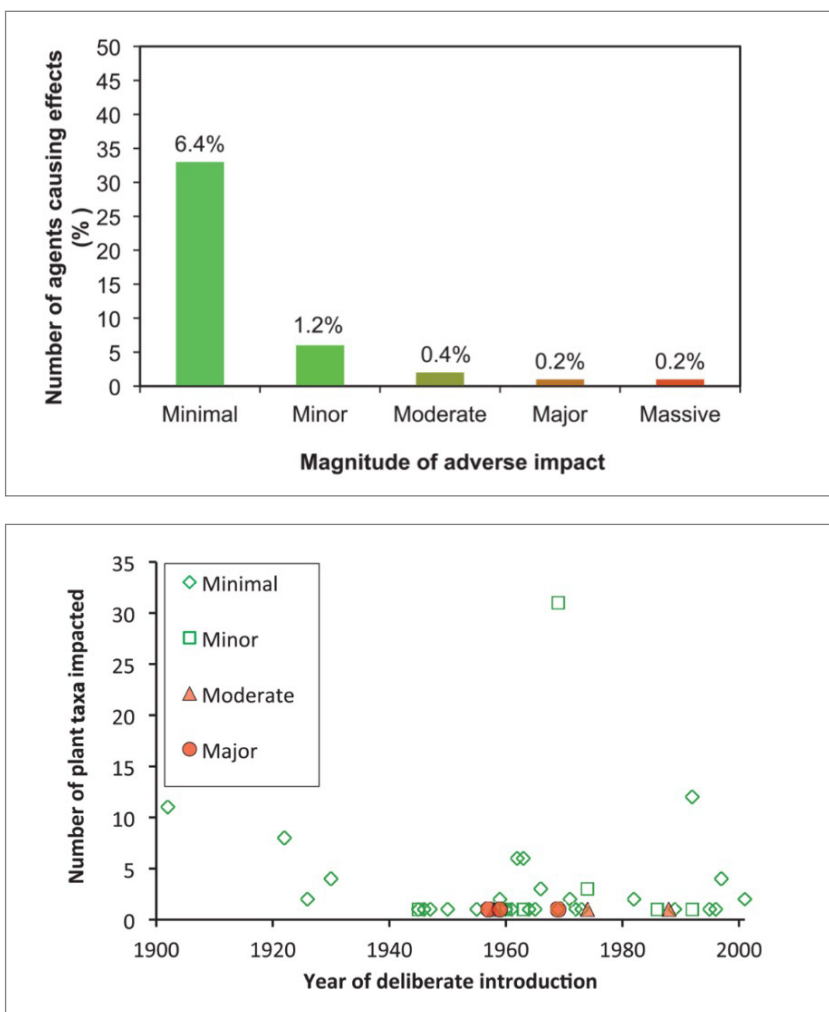 Number of agents causing effects
(% )
50
45
40
35
30
25
20
15
10
5
0
6.4%
1.2%
0.4%
0.2%
0.2%
Minimal
Minor
Moderate
Major
Massive
Magnitude of adverse impact
Number of plant taxa impacted
35
30
25
20
15
10
5
0
Minimal
Minor
Moderate
Major
1900
1920
1940
1960
1980
2000
Year of deliberate introduction